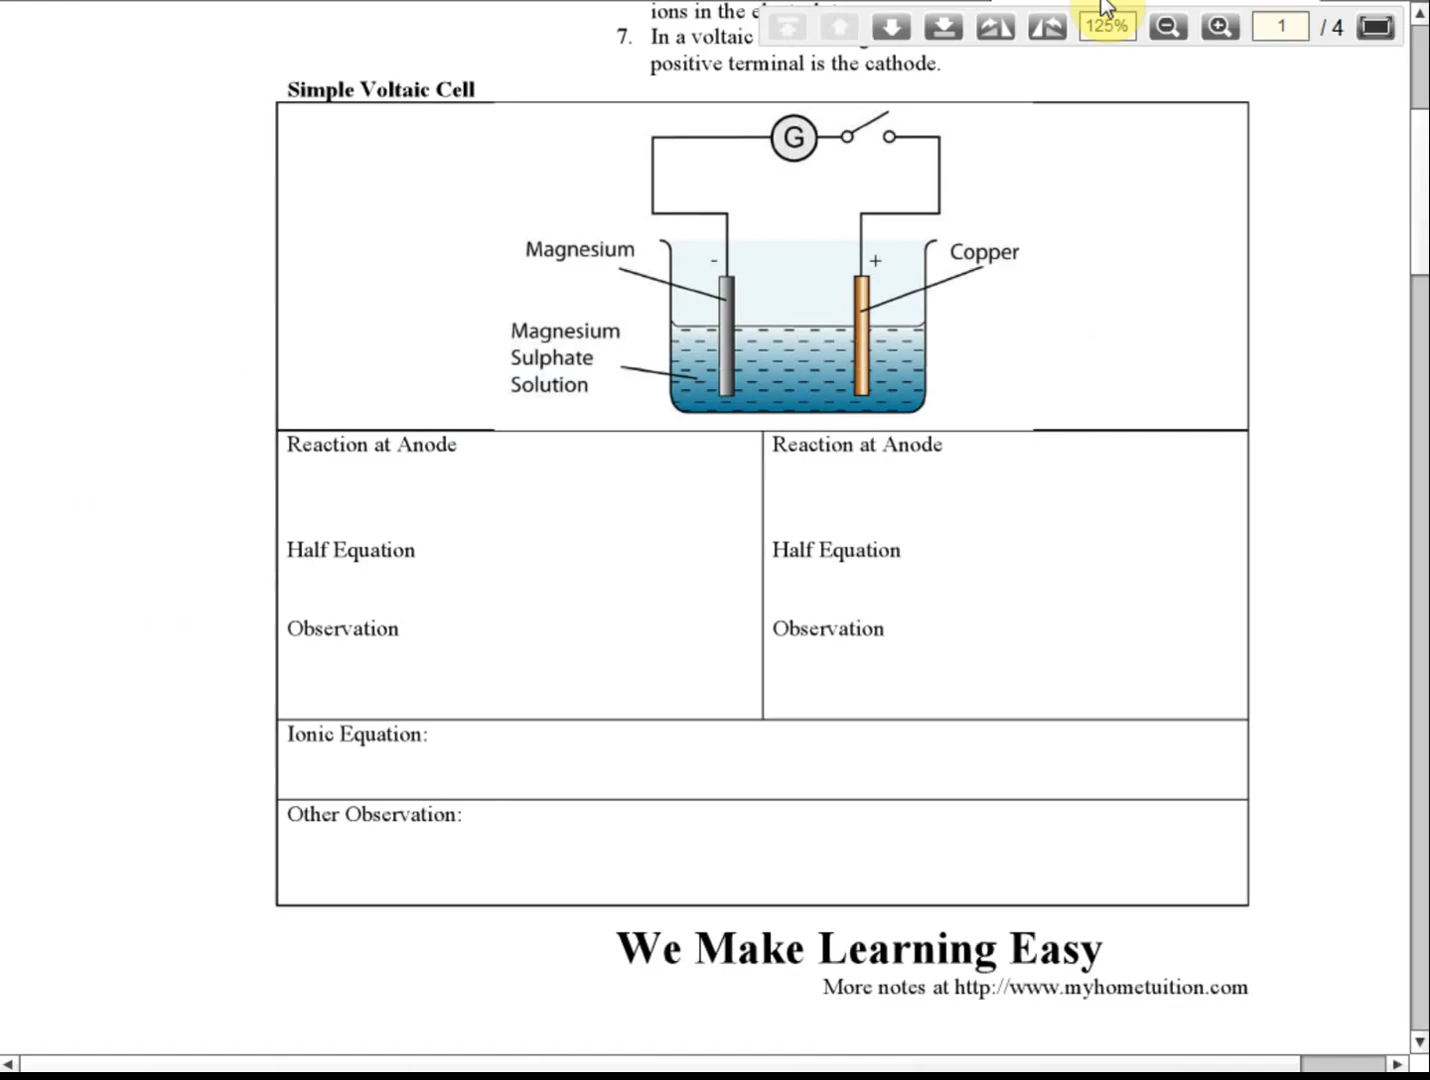 ions in the
7. In a voltaic
positive terminal is the cathode.
125%
1 / 4
Simple Voltaic Cell
G
Magnesium
-
+
Copper
Magnesium
Sulphate
Solution
Reaction at Anode
Reaction at Anode
Half Equation
Half Equation
Observation
Observation
Ionic Equation:
Other Observation:
We Make Learning Easy
More notes at http://www.myhometuition.com